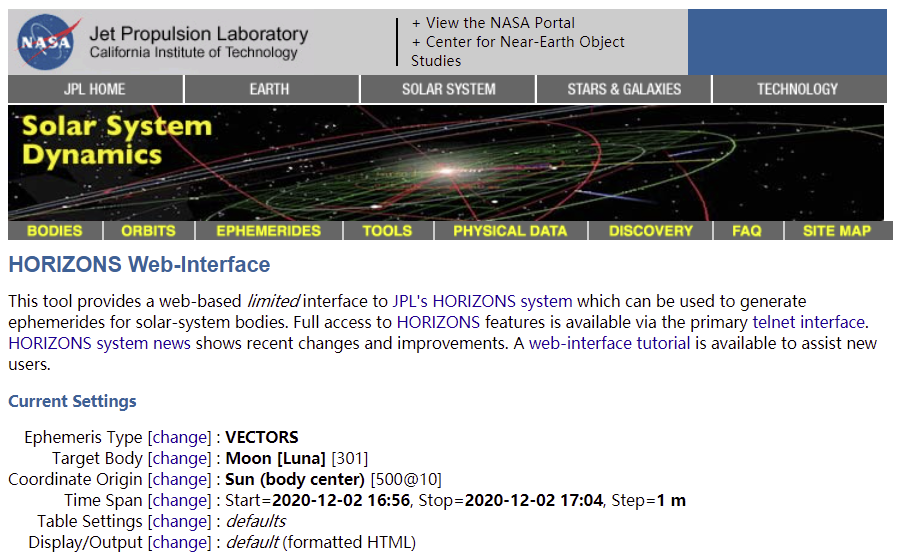 NASA
Jet Propulsion Laboratory
California Institute of Technology
+ View the NASA Portal
+ Center for Near-Earth Object
Studies
JPL HOME
EARTH
SOLAR SYSTEM
STARS & GALAXIES
TECHNOLOGY
Solar System
Dynamics
BODIES
ORBITS
EPHEMERIDES
TOOLS
PHYSICAL DATA
DISCOVERY
FAQ
SITE MAP
HORIZONS Web-Interface
This tool provides a web-based limited interface to JPL's HORIZONS system which can be used to generate
ephemerides for solar-system bodies. Full access to HORIZONS features is available via the primary telnet interface.
HORIZONS system news shows recent changes and improvements. A web-interface tutorial is available to assist new
users.
Current Settings
Ephemeris Type [change] : VECTORS
Target Body [change] : Moon [Luna] [301]
Coordinate Origin [change] : Sun (body center) [500@10]
Time Span [change] : Start=2020-12-02 16:56, Stop=2020-12-02 17:04, Step=1 m
Table Settings [change] : defaults
Display/Output [change] : default (formatted HTML)